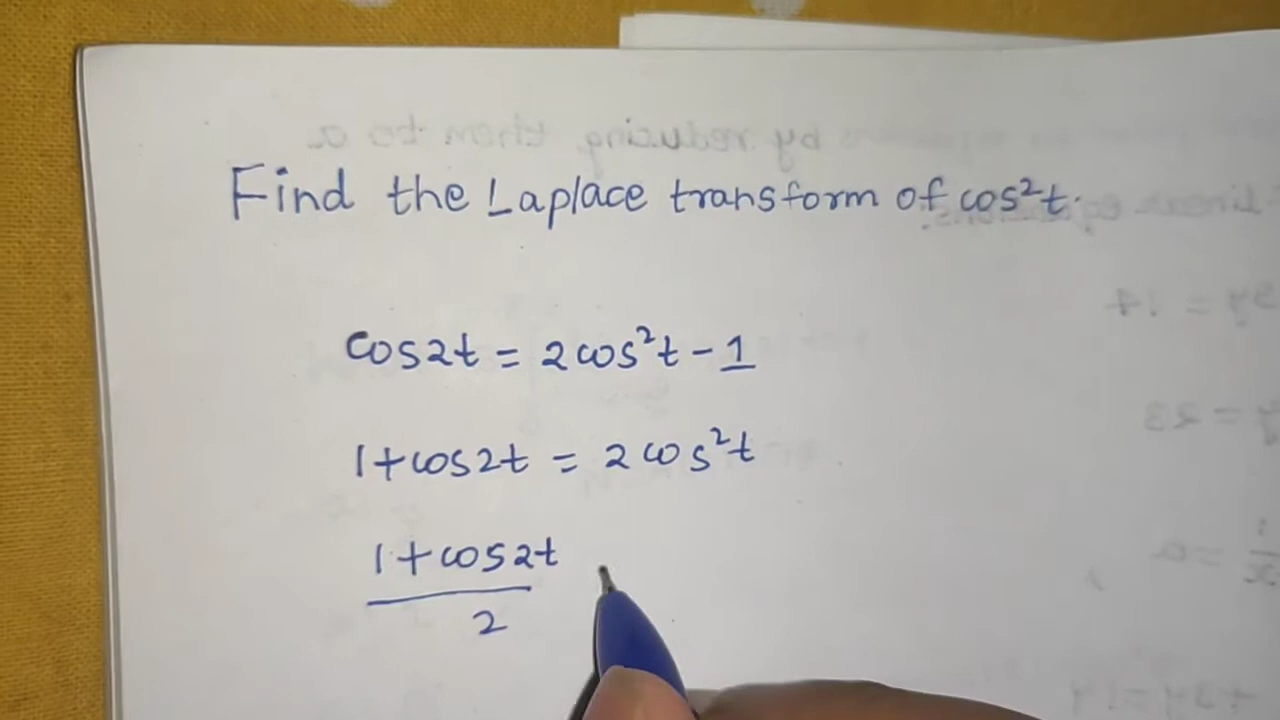 Find the Laplace transform of cos²t.
cos2t = 2cos²t - 1
1+cos2t = 2cos²t
1+cos2t
2